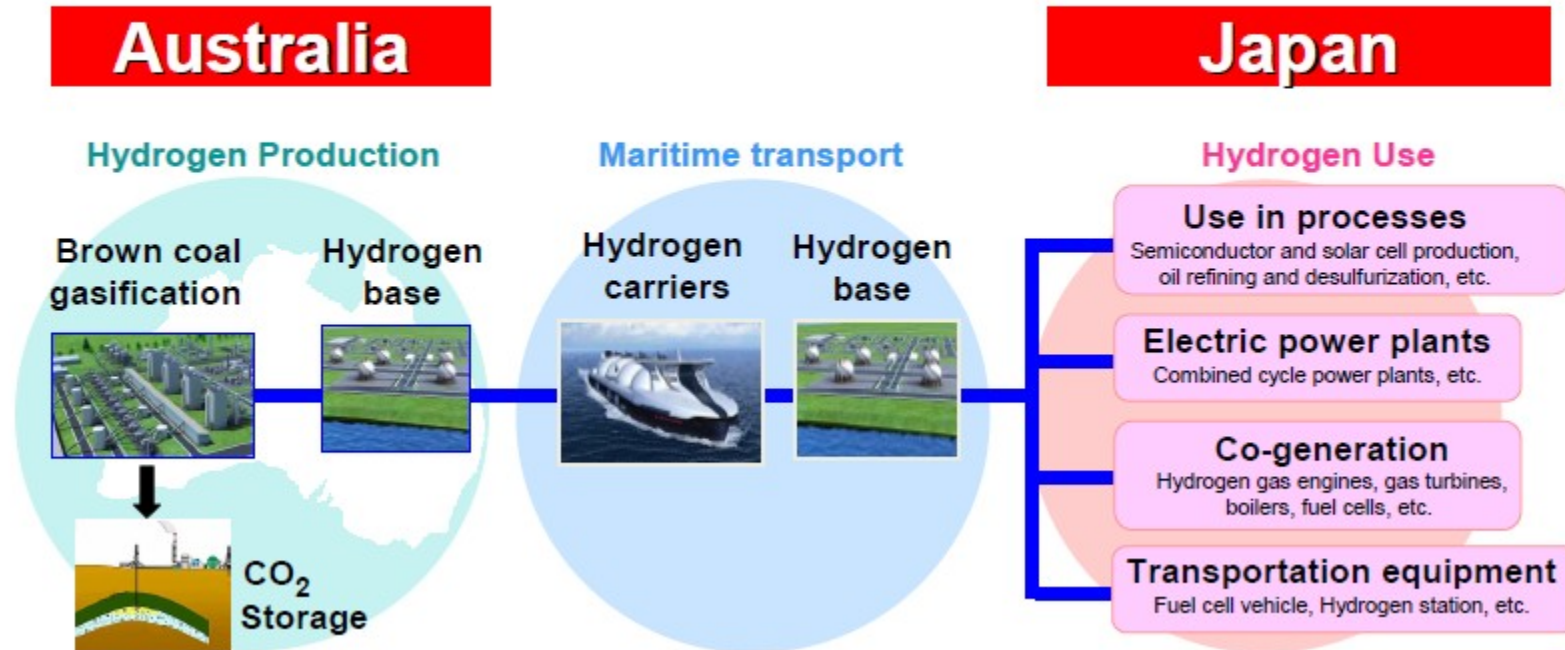 Australia
Japan
Hydrogen Production
Maritime transport
Hydrogen Use
Brown coal
gasification
Hydrogen
base
CO2
Storage
Hydrogen
carriers
Hydrogen
base
Use in processes
Semiconductor and solar cell production,
oil refining and desulfurization, etc.
Electric power plants
Combined cycle power plants, etc.
Co-generation
Hydrogen gas engines, gas turbines,
boilers, fuel cells, etc.
Transportation equipment
Fuel cell vehicle, Hydrogen station, etc.